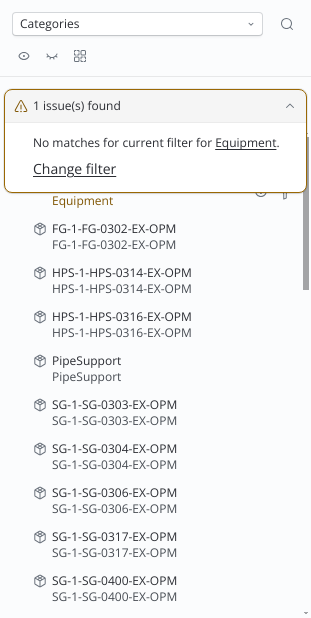 Categories
1 issue(s) found
No matches for current filter for Equipment.
Change filter
Equipment
FG-1-FG-0302-EX-OPM
FG-1-FG-0302-EX-OPM
HPS-1-HPS-0314-EX-OPM
HPS-1-HPS-0314-EX-OPM
HPS-1-HPS-0316-EX-OPM
HPS-1-HPS-0316-EX-OPM
PipeSupport
PipeSupport
SG-1-SG-0303-EX-OPM
SG-1-SG-0303-EX-OPM
SG-1-SG-0304-EX-OPM
SG-1-SG-0304-EX-OPM
SG-1-SG-0306-EX-OPM
SG-1-SG-0306-EX-OPM
SG-1-SG-0317-EX-OPM
SG-1-SG-0317-EX-OPM
SG-1-SG-0400-EX-OPM
SG-1-SG-0400-EX-OPM